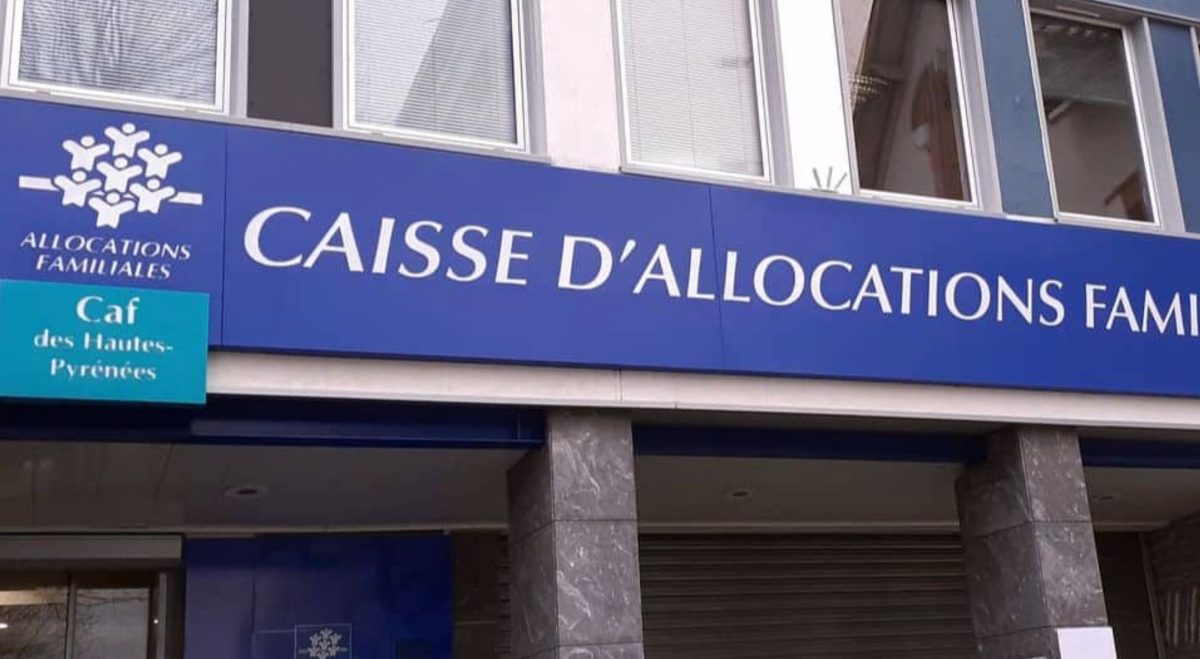 ALLOCATIONS
FAMILIALES
Caf
des Hautes-
Pyrénées
CAISSE D'ALLOCATIONS FAMI